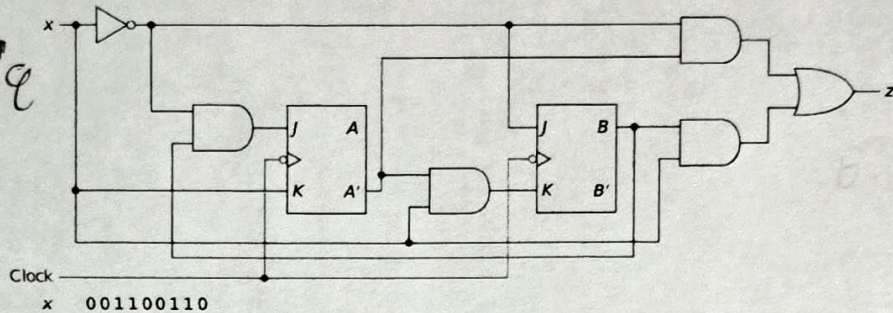 x
J A J B
K A' K B'
z
Clock
x 001100110